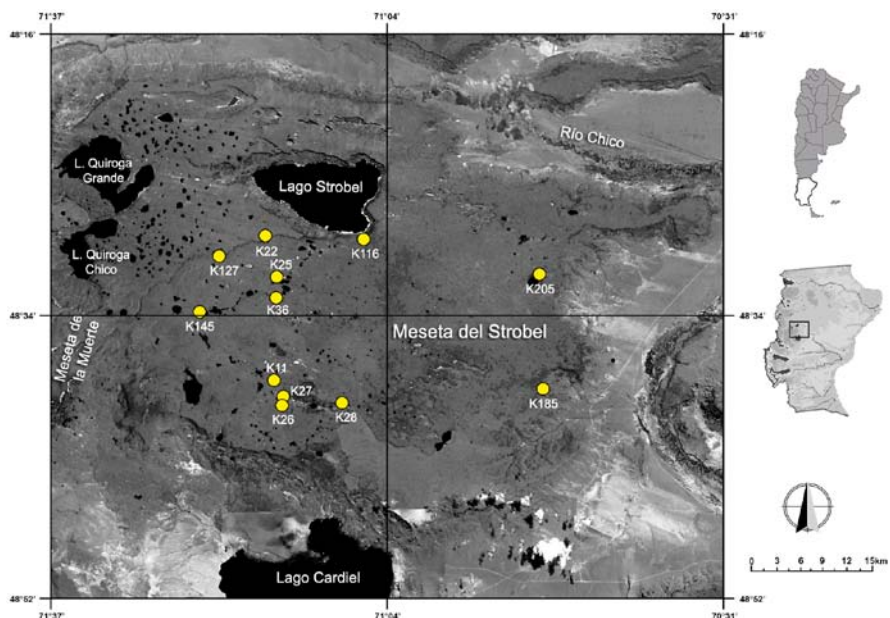 71°37'
71°04'
70°31'
48°16'
48°16'
Río Chico
L. Quiroga
Grande
Lago Strobel
L. Quiroga
Chico
K22
K116
K127
K25
K205
K36
K145
48°34'
48°34'
Meseta del Strobel
Meseta de
la Muerte
K11
K27
K185
K26
K28
Lago Cardiel
0 3 6 9 12 15km
48°52'
48°52'
71°37'
71°04'
70°31'